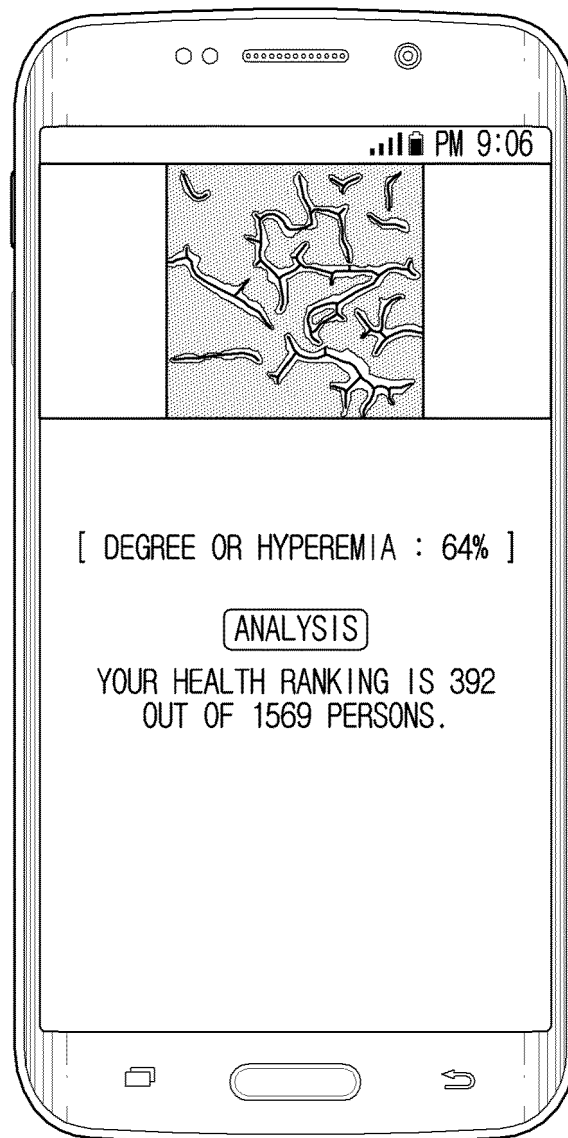 PM 9:06
[ DEGREE OR HYPEREMIA : 64% ]
ANALYSIS
YOUR HEALTH RANKING IS 392
OUT OF 1569 PERSONS.